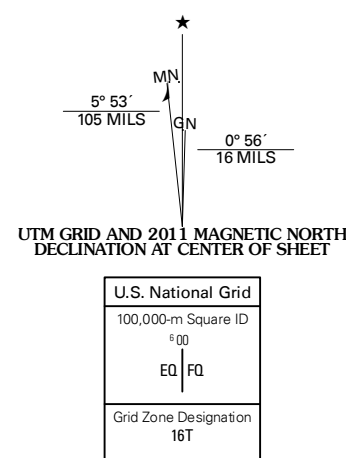 ★
MN.
5° 53´
105 MILS
GN
0° 56´
16 MILS
UTM GRID AND 2011 MAGNETIC NORTH
DECLINATION AT CENTER OF SHEET
U.S. National Grid
100,000-m Square ID
⁶00
EQ FQ
Grid Zone Designation
16T